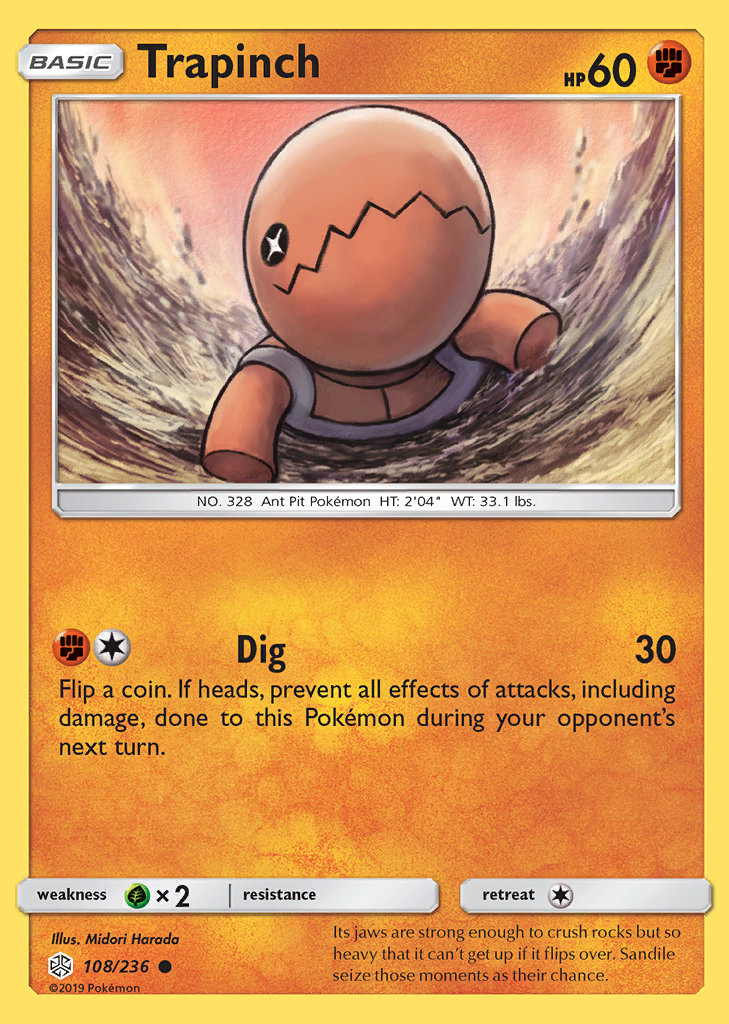 BASIC Trapinch HP60
NO. 328 Ant Pit Pokémon HT: 2'04" WT: 33.1 lbs.
Dig 30
Flip a coin. If heads, prevent all effects of attacks, including
damage, done to this Pokémon during your opponent's
next turn.
weakness × 2 resistance retreat
Illus. Midori Harada
108/236
©2019 Pokémon
Its jaws are strong enough to crush rocks but so
heavy that it can't get up if it flips over. Sandile
seize those moments as their chance.